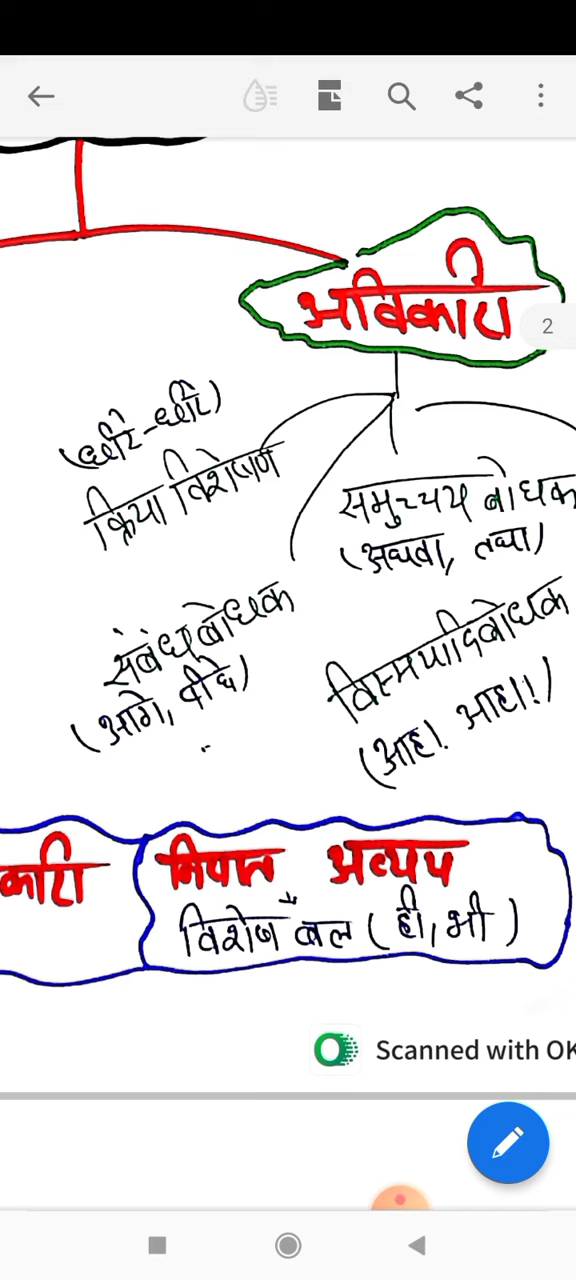 2
अविकारी
(धीरे-धीरे)
क्रिया विशेषण
समुच्चय बोधक
(अथवा, तथा)
संबंध बोधक
(आगे, पीछे)
विस्मयादिबोधक
(आह! आहा!)
कारी
निपात अव्यय
विशेष बल (ही, भी)
Scanned with OK